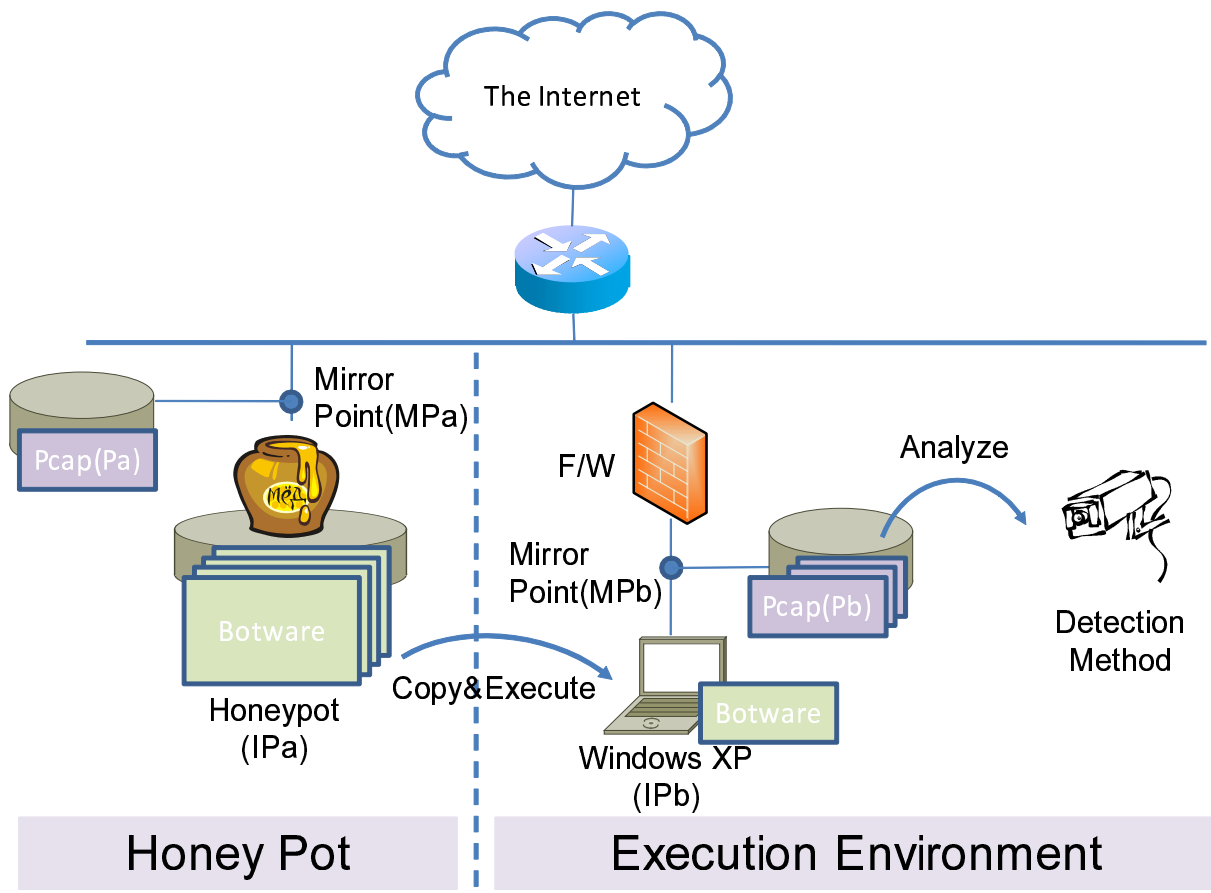 The Internet
Mirror
Point(MPa)
Pcap(Pa)
мёд
Botware
Honeypot
(IPa)
Copy&Execute
F/W
Mirror
Point(MPb)
Pcap(Pb)
Analyze
Detection
Method
Botware
Windows XP
(IPb)
Honey Pot
Execution Environment